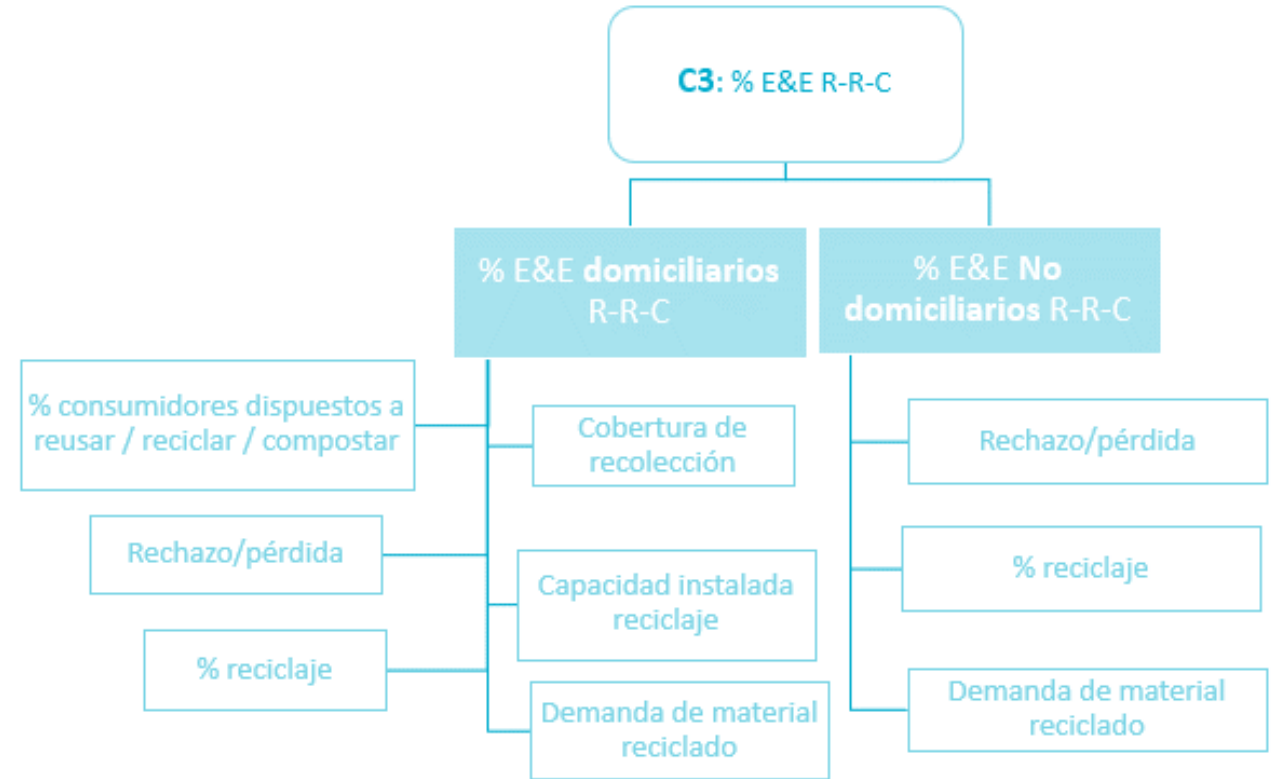 C3: % E&E R-R-C
% E&E domiciliarios
R-R-C
% E&E No
domiciliarios R-R-C
% consumidores dispuestos a
reusar / reciclar / compostar
Cobertura de
recolección
Rechazo/pérdida
Capacidad instalada
reciclaje
% reciclaje
Demanda de material
reciclado
Rechazo/pérdida
% reciclaje
Demanda de material
reciclado